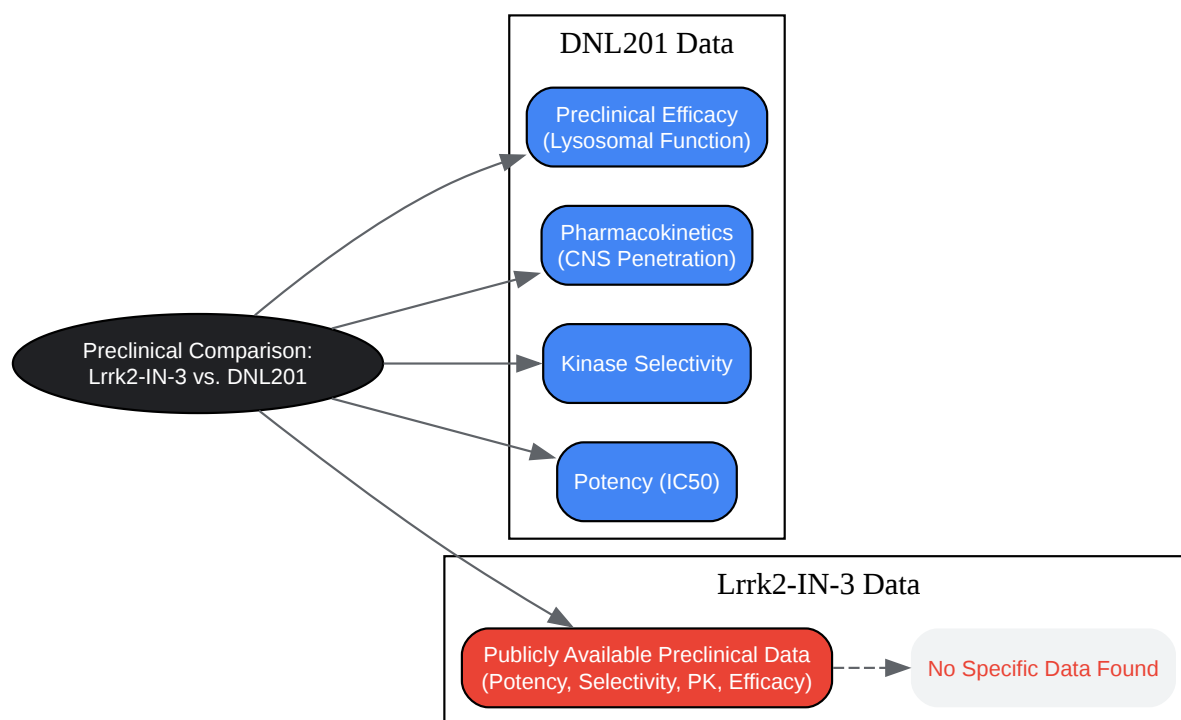 DNL201 Data
Preclinical Efficacy
(Lysosomal Function)
Pharmacokinetics
(CNS Penetration)
Kinase Selectivity
Potency (IC50)
Preclinical Comparison:
Lrrk2-IN-3 vs. DNL201
Lrrk2-IN-3 Data
Publicly Available Preclinical Data
(Potency, Selectivity, PK, Efficacy)
No Specific Data Found